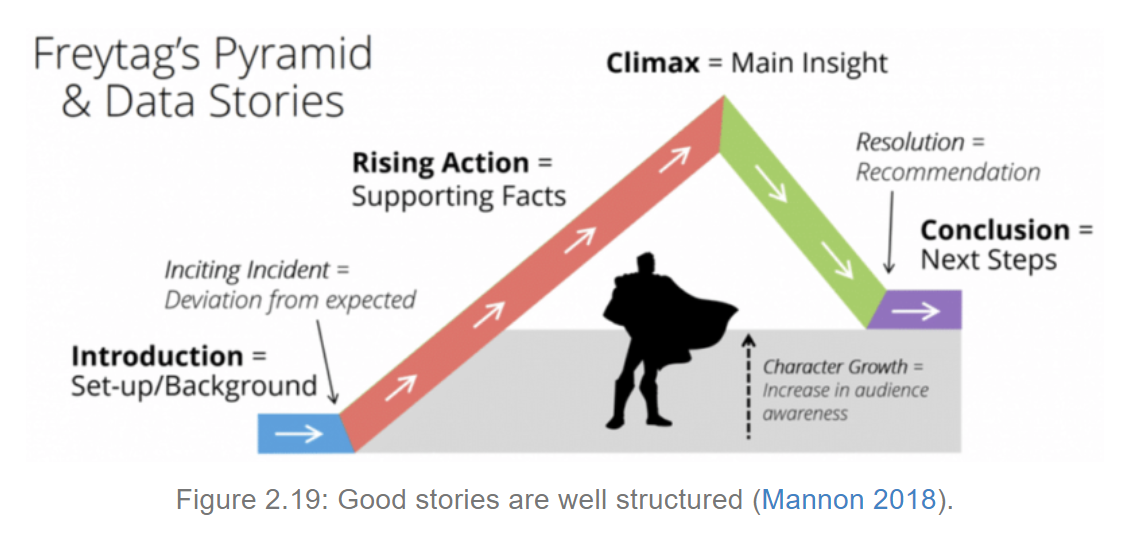 Freytag's Pyramid
& Data Stories
Climax = Main Insight
Rising Action =
Supporting Facts
Resolution =
Recommendation
Conclusion =
Next Steps
Inciting Incident =
Deviation from expected
Introduction =
Set-up/Background
Character Growth =
Increase in audience
awareness
Figure 2.19: Good stories are well structured (Mannon 2018).